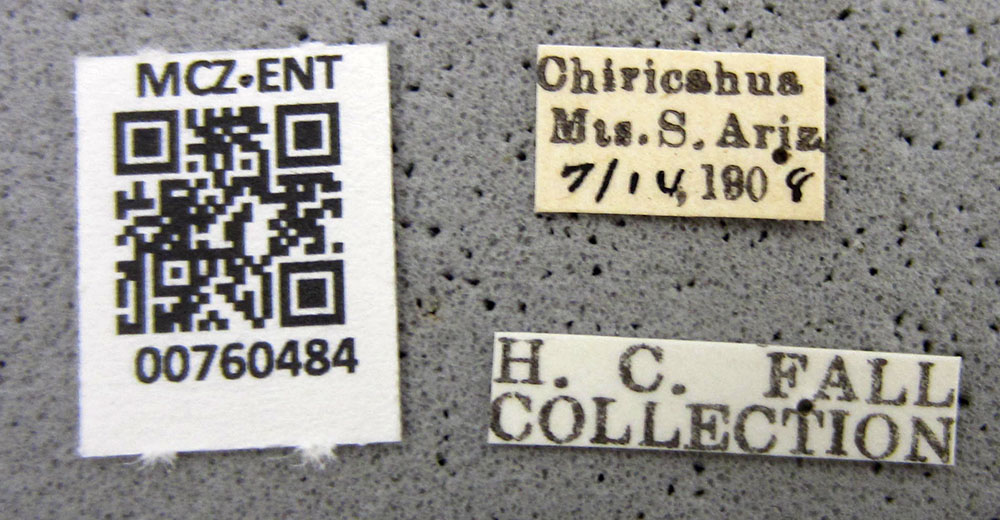 MCZ•ENT
00760484
Chiricahua
Mts. S. Ariz
7/14, 1908
H. C. FALL
COLLECTION